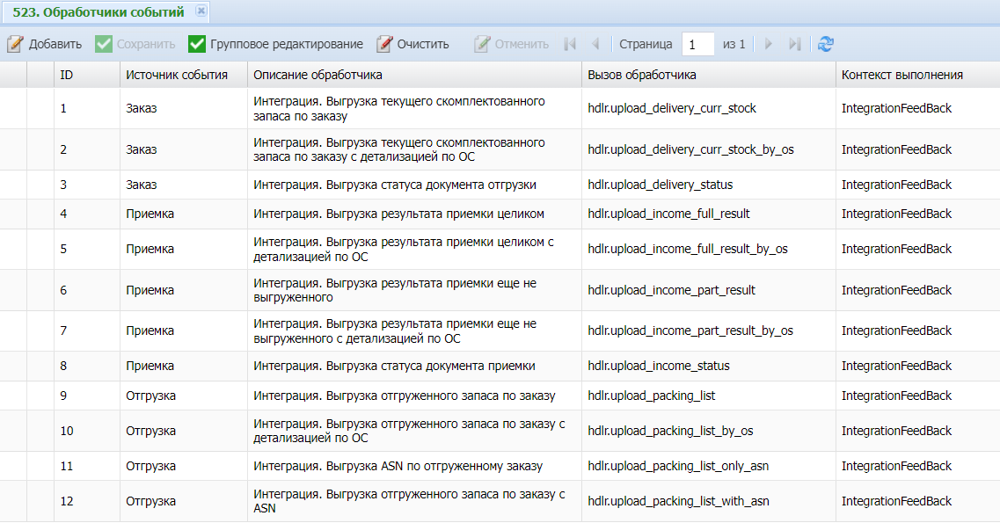 523. Обработчики событий
Добавить Сохранить Групповое редактирование Очистить Отменить Страница 1 из 1
ID Источник события Описание обработчика Вызов обработчика Контекст выполнения
1 Заказ Интеграция. Выгрузка текущего скомплектованного запаса по заказу hdlr.upload_delivery_curr_stock IntegrationFeedBack
2 Заказ Интеграция. Выгрузка текущего скомплектованного запаса по заказу с детализацией по ОС hdlr.upload_delivery_curr_stock_by_os IntegrationFeedBack
3 Заказ Интеграция. Выгрузка статуса документа отгрузки hdlr.upload_delivery_status IntegrationFeedBack
4 Приемка Интеграция. Выгрузка результата приемки целиком hdlr.upload_income_full_result IntegrationFeedBack
5 Приемка Интеграция. Выгрузка результата приемки целиком с детализацией по ОС hdlr.upload_income_full_result_by_os IntegrationFeedBack
6 Приемка Интеграция. Выгрузка результата приемки еще не выгруженного hdlr.upload_income_part_result IntegrationFeedBack
7 Приемка Интеграция. Выгрузка результата приемки еще не выгруженного с детализацией по ОС hdlr.upload_income_part_result_by_os IntegrationFeedBack
8 Приемка Интеграция. Выгрузка статуса документа приемки hdlr.upload_income_status IntegrationFeedBack
9 Отгрузка Интеграция. Выгрузка отгруженного запаса по заказу hdlr.upload_packing_list IntegrationFeedBack
10 Отгрузка Интеграция. Выгрузка отгруженного запаса по заказу с детализацией по ОС hdlr.upload_packing_list_by_os IntegrationFeedBack
11 Отгрузка Интеграция. Выгрузка ASN по отгруженному заказу hdlr.upload_packing_list_only_asn IntegrationFeedBack
12 Отгрузка Интеграция. Выгрузка отгруженного запаса по заказу с ASN hdlr.upload_packing_list_with_asn IntegrationFeedBack